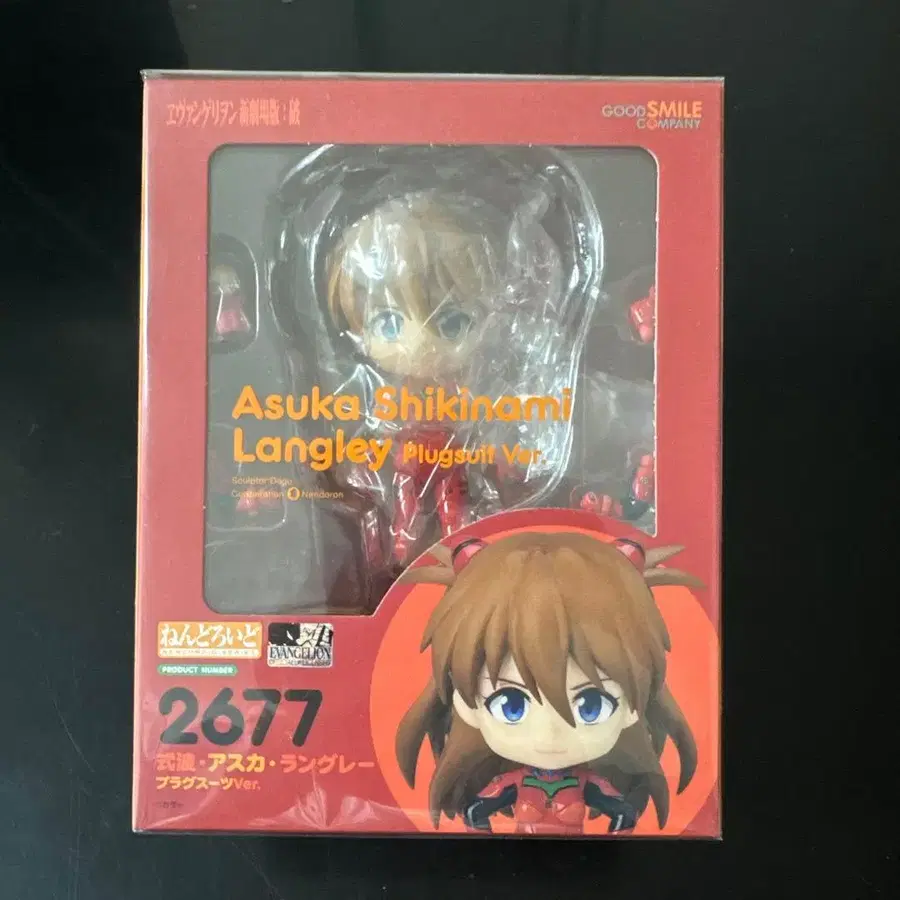 ヱヴァンゲリヲン新劇場版：破
GOOD SMILE
COMPANY
Asuka Shikinami
Langley Plugsuit Ver.
ねんどろいど
NENDOROID SERIES
EVANGELION
PRODUCT NUMBER
2677
式波・アスカ・ラングレー
プラグスーツVer.